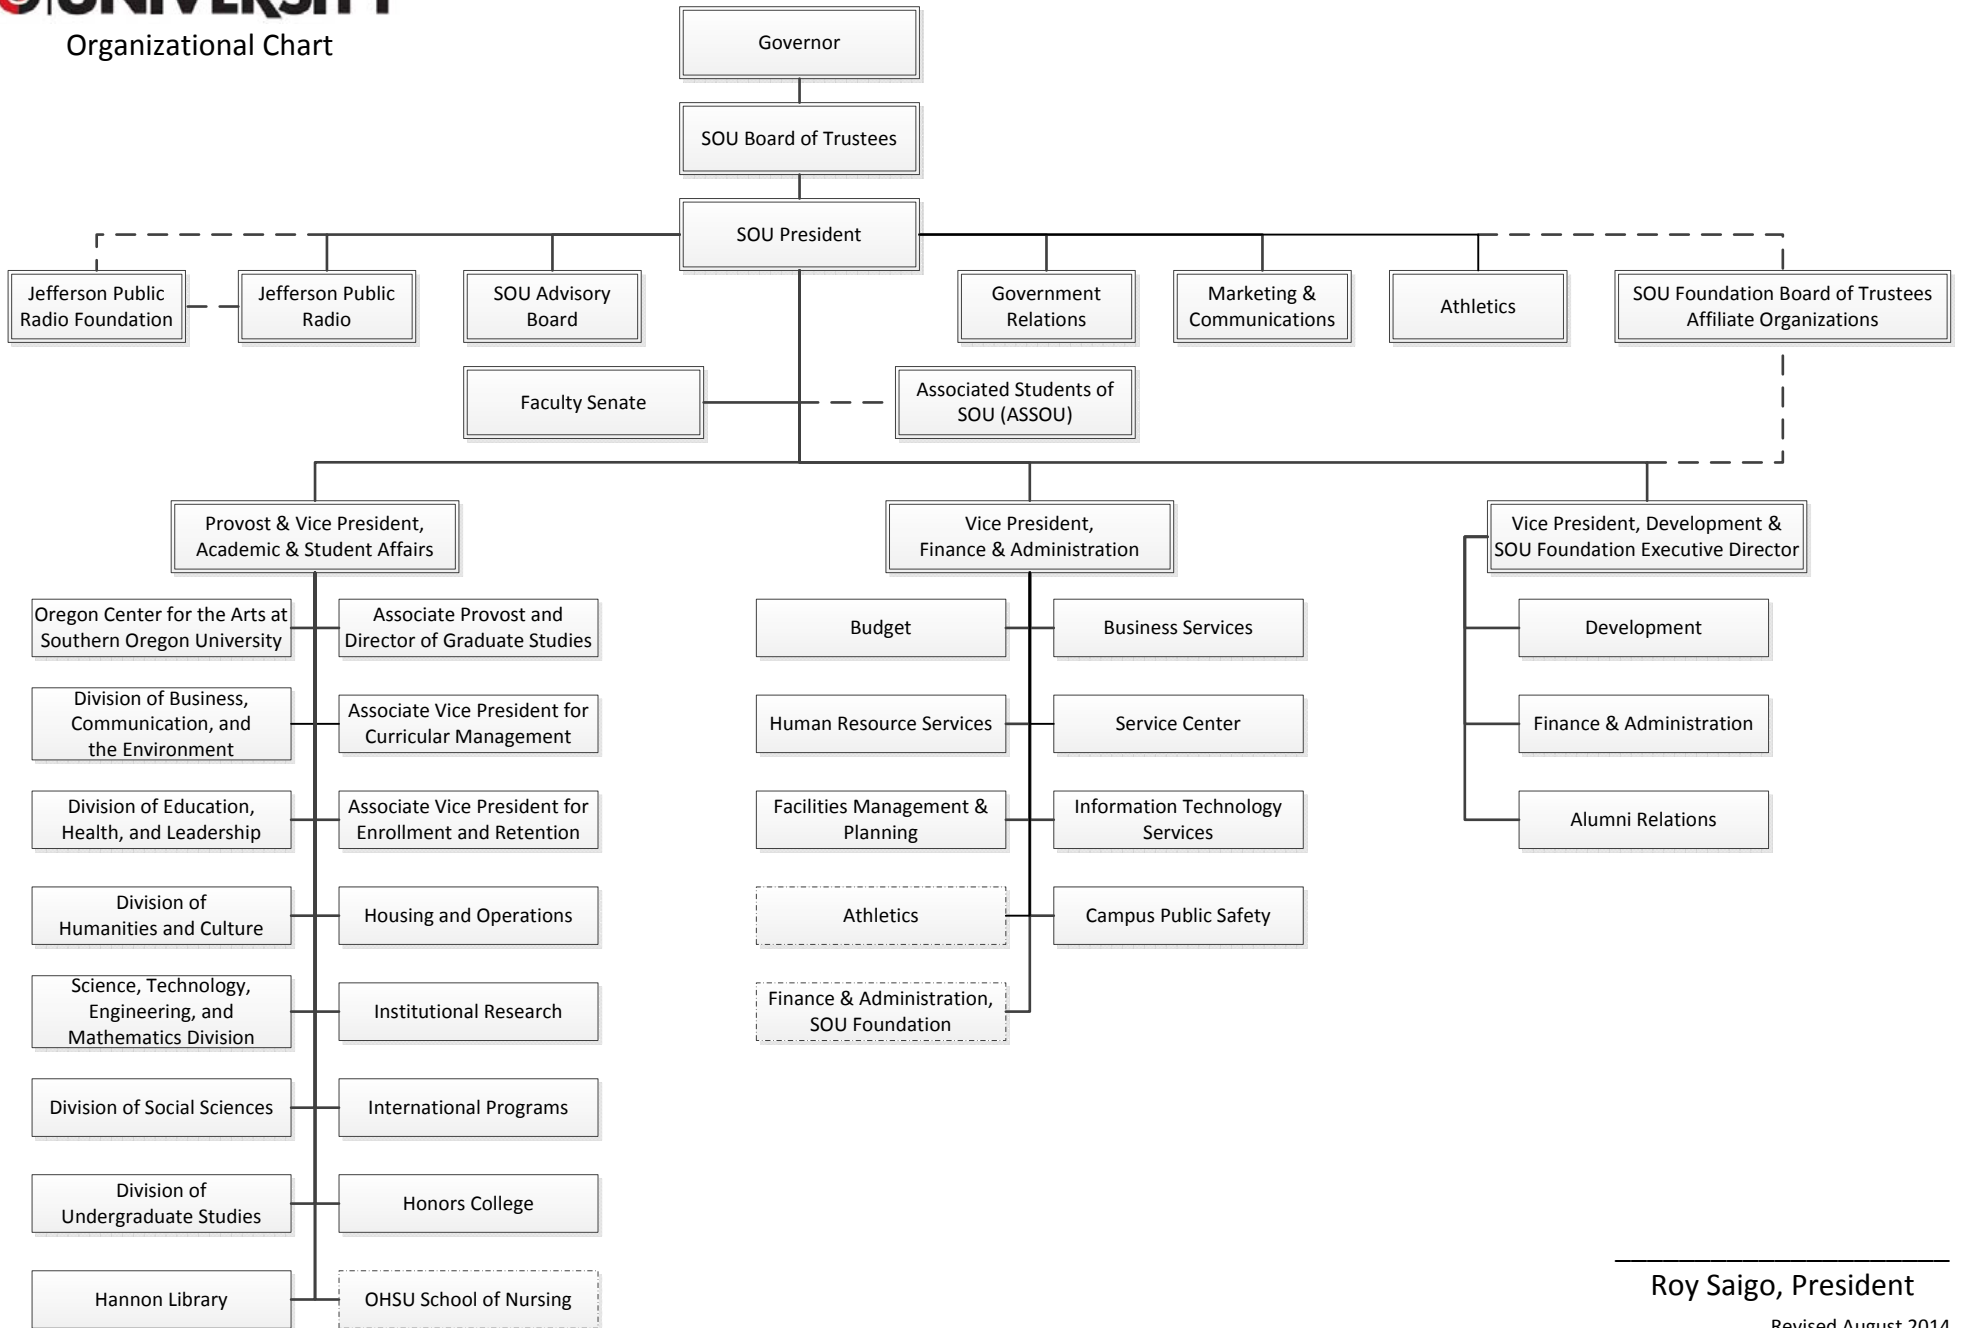 UNIVERSITY
Organizational Chart
Governor
SOU Board of Trustees
SOU President
Jefferson Public
Radio Foundation
Jefferson Public
Radio
SOU Advisory
Board
Government
Relations
Marketing &
Communications
Athletics
SOU Foundation Board of Trustees
Affiliate Organizations
Faculty Senate
Associated Students of
SOU (ASSOU)
Provost & Vice President,
Academic & Student Affairs
Vice President,
Finance & Administration
Vice President, Development &
SOU Foundation Executive Director
Oregon Center for the Arts at
Southern Oregon University
Associate Provost and
Director of Graduate Studies
Division of Business,
Communication, and
the Environment
Associate Vice President for
Curricular Management
Division of Education,
Health, and Leadership
Associate Vice President for
Enrollment and Retention
Division of
Humanities and Culture
Housing and Operations
Science, Technology,
Engineering, and
Mathematics Division
Institutional Research
Division of Social Sciences
International Programs
Division of
Undergraduate Studies
Honors College
Hannon Library
OHSU School of Nursing
Budget
Business Services
Human Resource Services
Service Center
Facilities Management &
Planning
Information Technology
Services
Athletics
Campus Public Safety
Finance & Administration,
SOU Foundation
Development
Finance & Administration
Alumni Relations
Roy Saigo, President
Revised August 2014